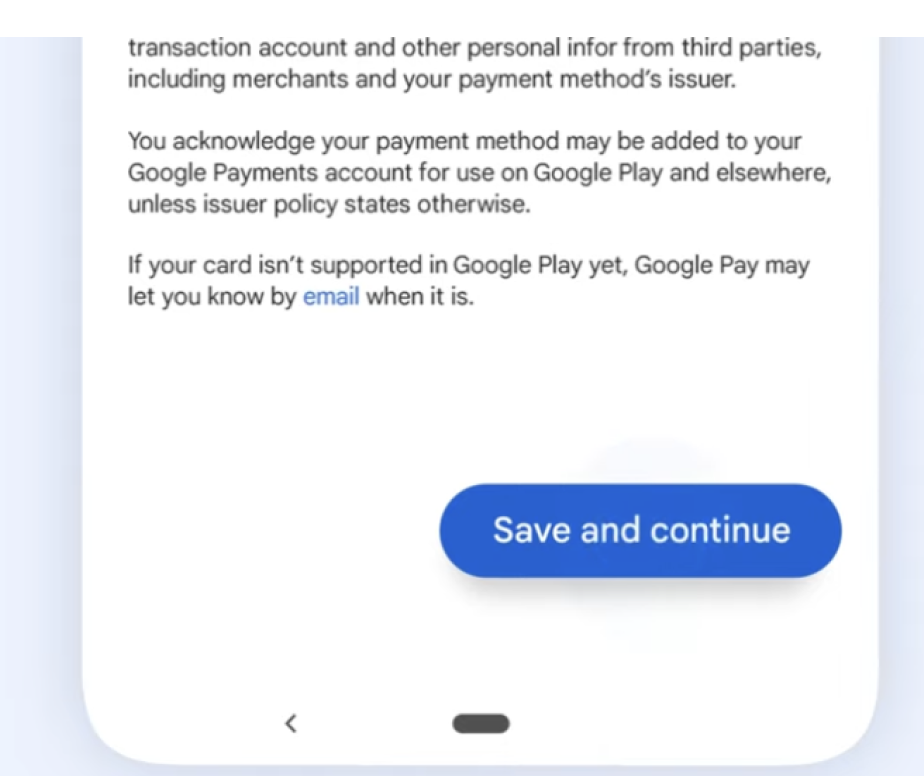 transaction account and other personal infor from third parties,
including merchants and your payment method's issuer.
You acknowledge your payment method may be added to your
Google Payments account for use on Google Play and elsewhere,
unless issuer policy states otherwise.
If your card isn't supported in Google Play yet, Google Pay may
let you know by email when it is.
Save and continue